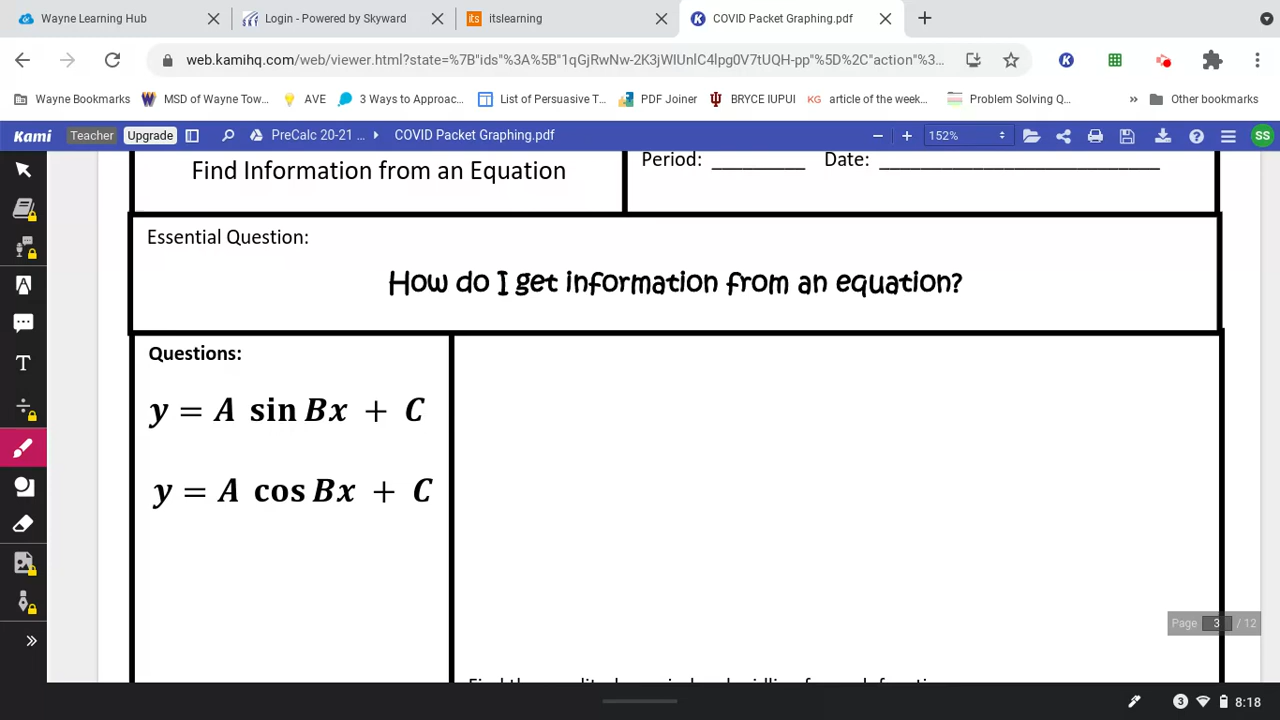 Wayne Learning Hub
Login - Powered by Skyward
itslearning
COVID Packet Graphing.pdf
web.kamihq.com/web/viewer.html?state=%7B"ids"%3A%5B"1qGjRwNw-2K3jWIUnlC4lpg0V7tUQH-pp"%5D%2C"action"%3...
Wayne Bookmarks
MSD of Wayne Tow...
AVE
3 Ways to Approac...
List of Persuasive T...
PDF Joiner
BRYCE IUPUI
KG article of the week...
Problem Solving Q...
»
Other bookmarks
Kami Teacher Upgrade
PreCalc 20-21 ...
COVID Packet Graphing.pdf
152%
SS
Find Information from an Equation
Period: _________ Date: ____________________________
Essential Question:
How do I get information from an equation?
Questions:
y = A sin Bx + C
y = A cos Bx + C
Page 3 / 12
3 8:18